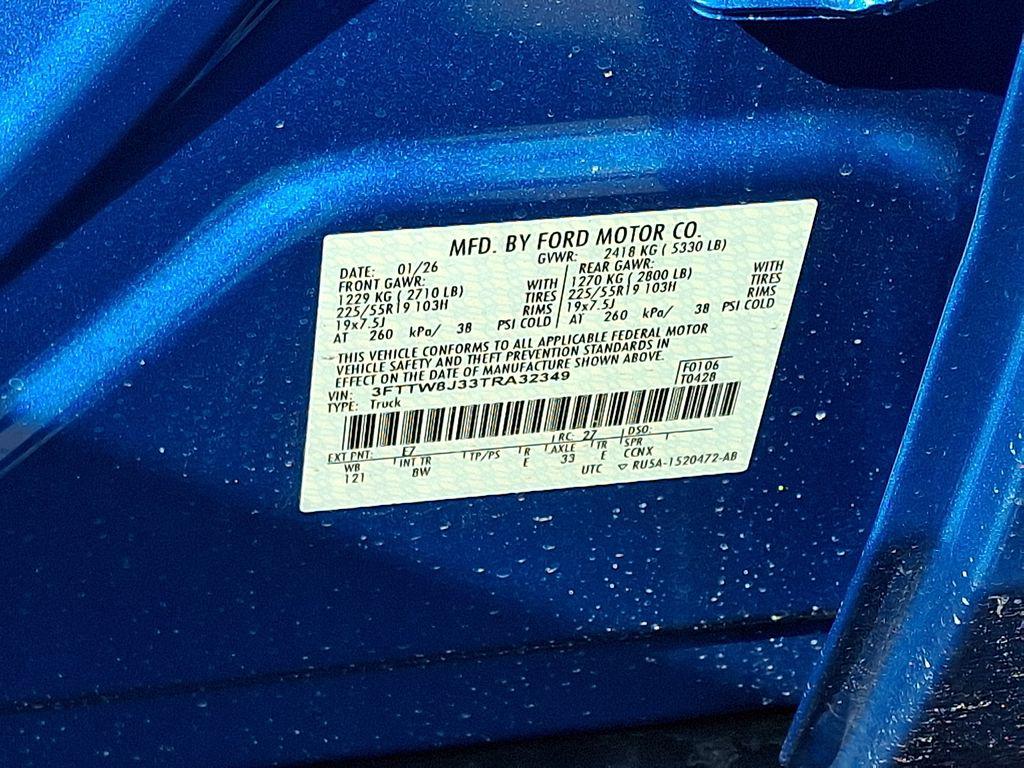 MFD. BY FORD MOTOR CO.
DATE: 01/26 GVWR: 2418 KG ( 5330 LB)
FRONT GAWR: REAR GAWR:
1229 KG ( 2710 LB) WITH 1270 KG ( 2800 LB) WITH
225/55R19 103H TIRES 225/55R19 103H TIRES
19x7.5J RIMS 19x7.5J RIMS
AT 260 kPa/ 38 PSI COLD AT 260 kPa/ 38 PSI COLD
THIS VEHICLE CONFORMS TO ALL APPLICABLE FEDERAL MOTOR
VEHICLE SAFETY AND THEFT PREVENTION STANDARDS IN
EFFECT ON THE DATE OF MANUFACTURE SHOWN ABOVE.
VIN: 3FTTW8J33TRA32349 F0106
TYPE: Truck T0428
EXT PNT: E7 RC: 27 DSO:
WB INT TR TP/PS R AXLE TR SPR
121 BW E 33 E CCNX
UTC ▽ RU5A-1520472-AB